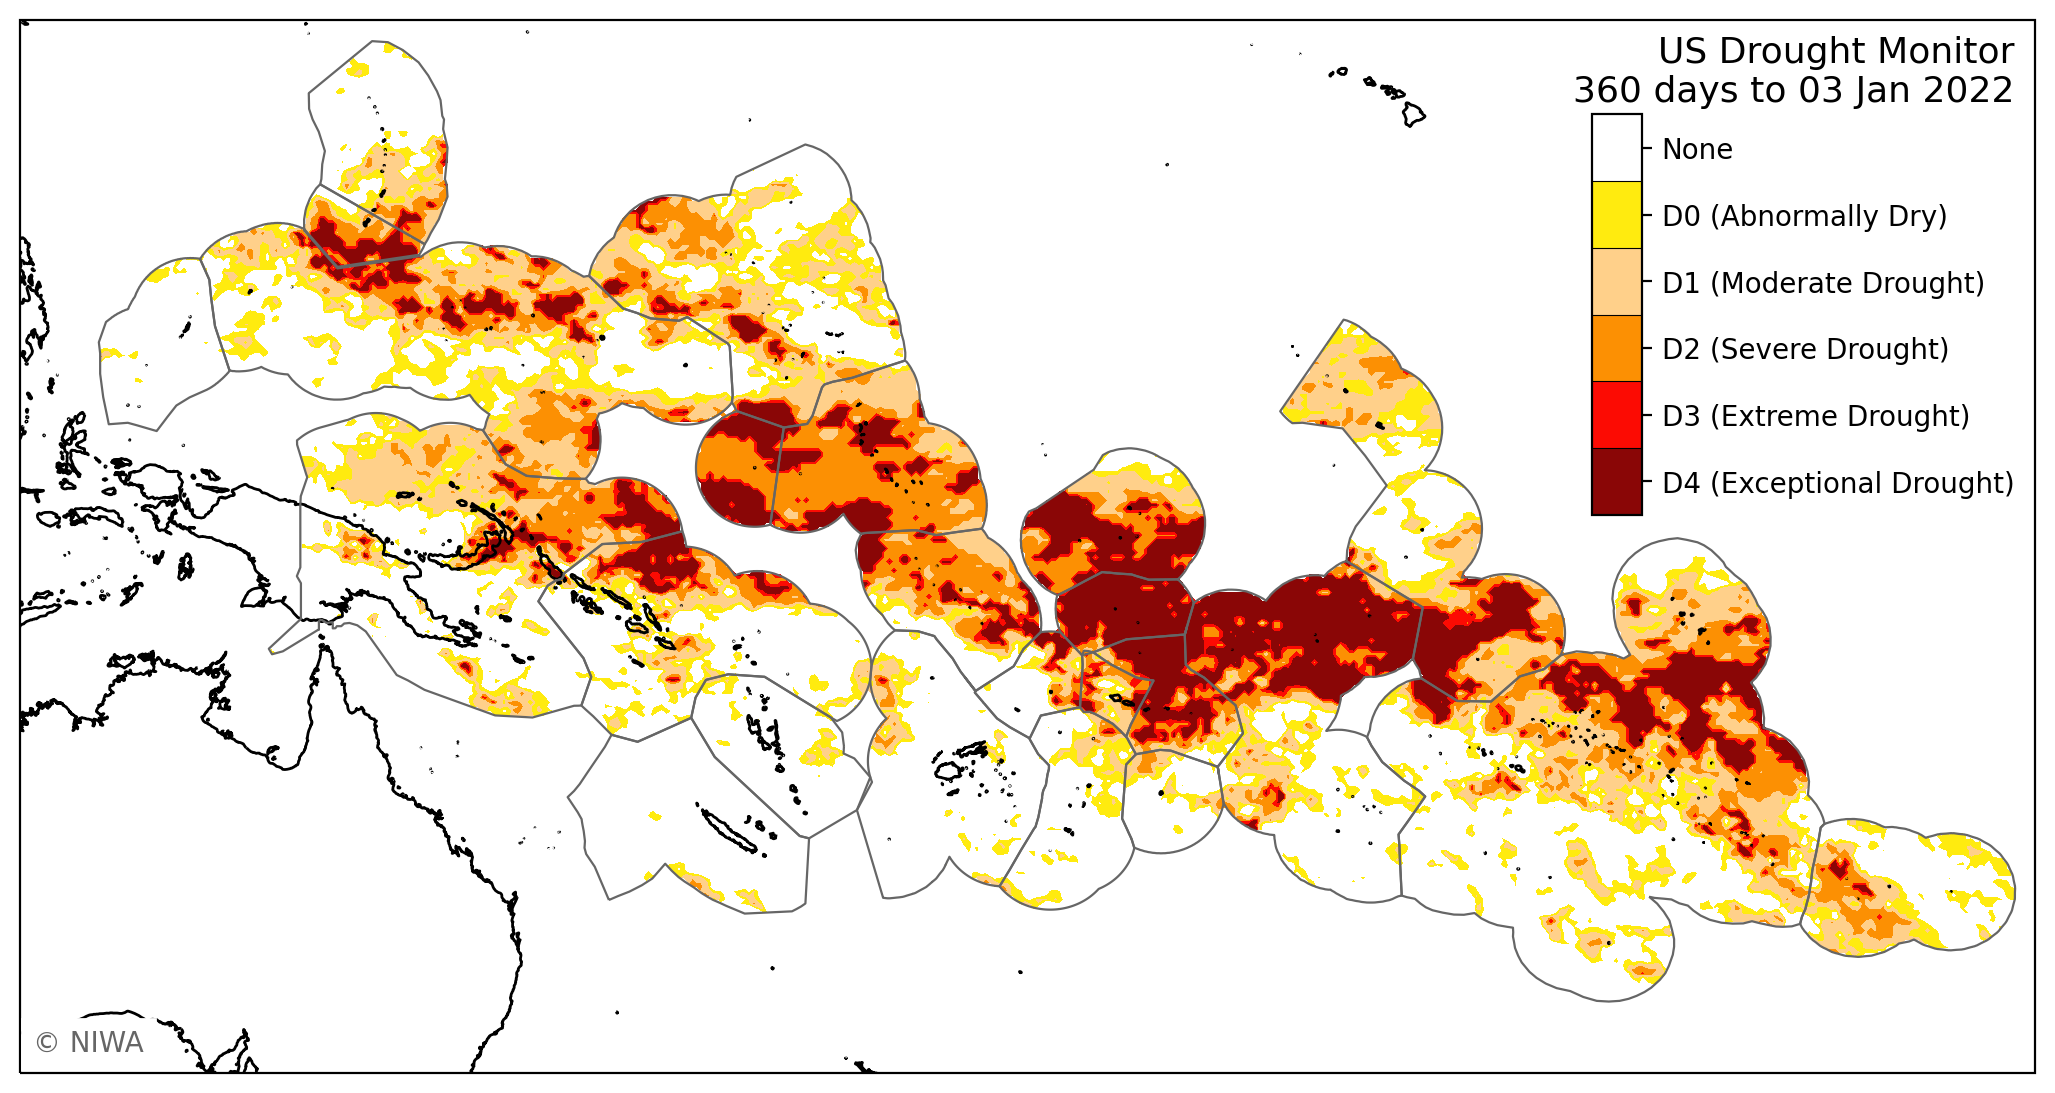 US Drought Monitor
360 days to 03 Jan 2022
None
D0 (Abnormally Dry)
D1 (Moderate Drought)
D2 (Severe Drought)
D3 (Extreme Drought)
D4 (Exceptional Drought)
© NIWA